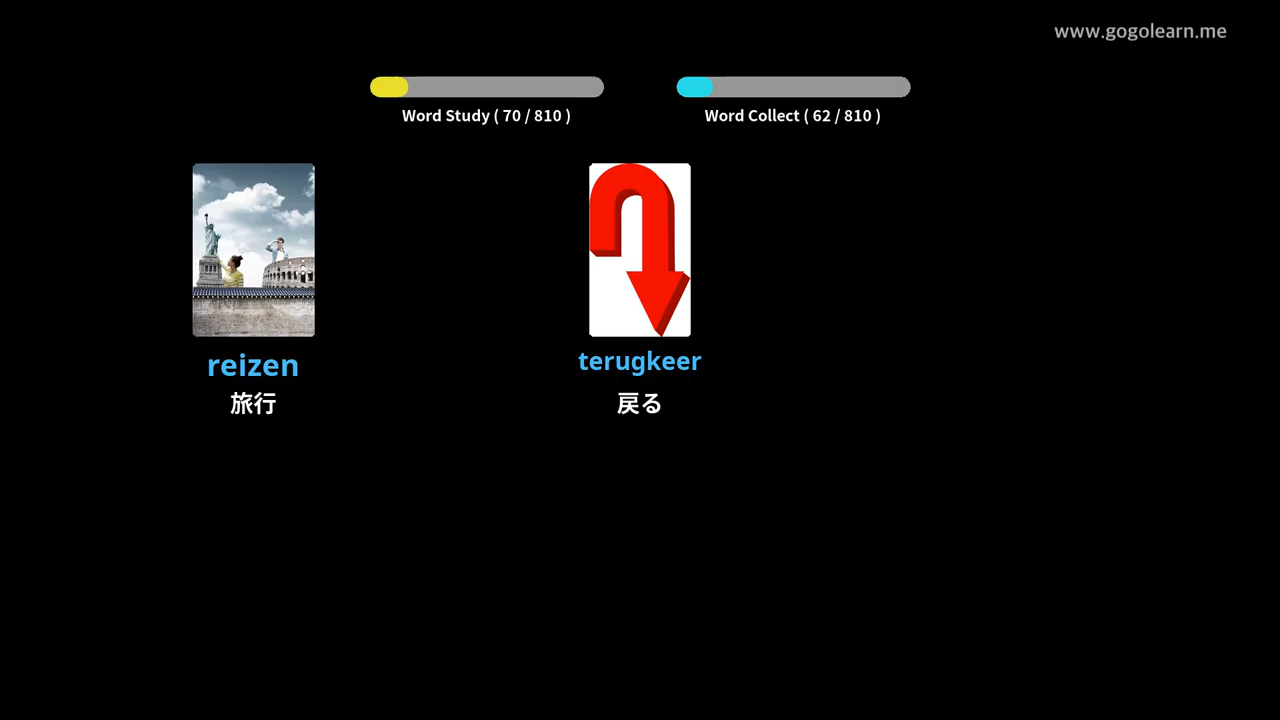 www.gogolearn.me
Word Study ( 70 / 810 )
Word Collect ( 62 / 810 )
reizen
terugkeer
旅行
戻る